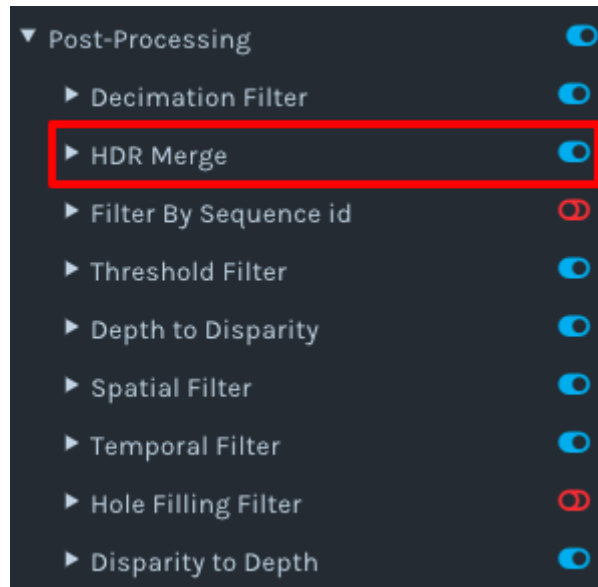 Post-Processing
Decimation Filter
HDR Merge
Filter By Sequence id
Threshold Filter
Depth to Disparity
Spatial Filter
Temporal Filter
Hole Filling Filter
Disparity to Depth